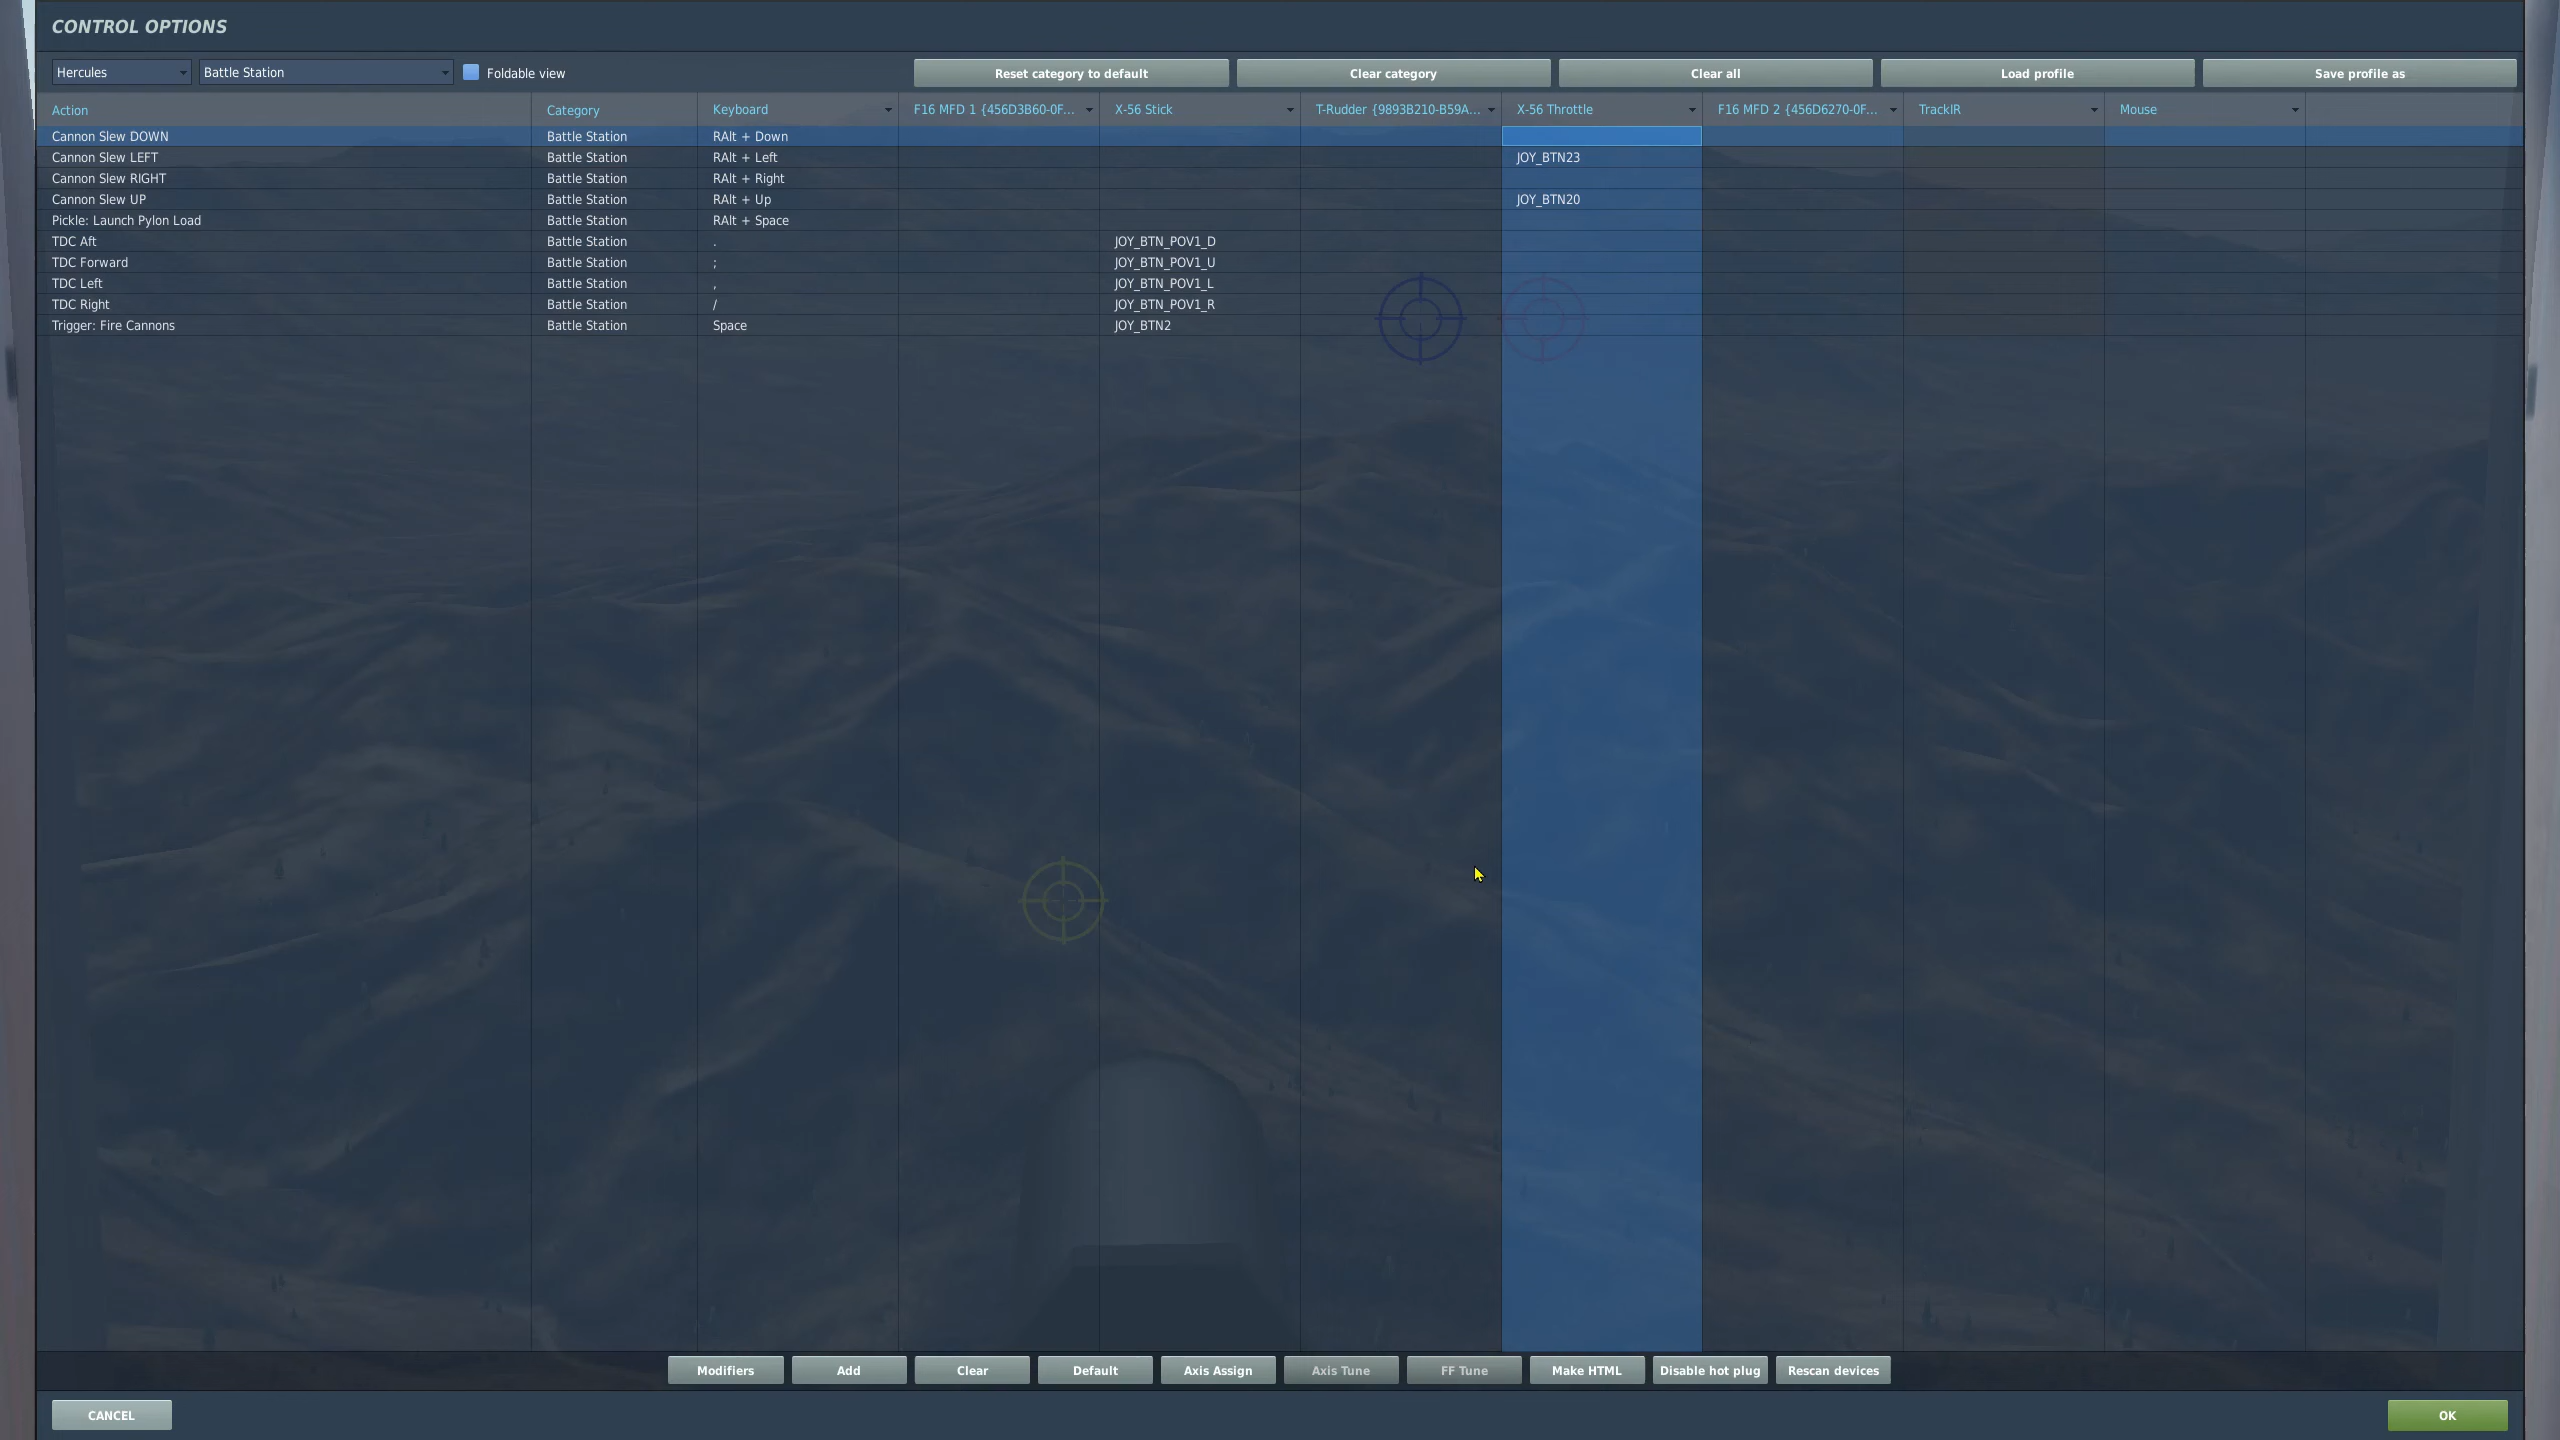 CONTROL OPTIONS
Hercules Battle Station Foldable view Reset category to default Clear category Clear all Load profile Save profile as
Action Category Keyboard F16 MFD 1 {456D3B60-0F... X-56 Stick T-Rudder {9893B210-B59A... X-56 Throttle F16 MFD 2 {456D6270-0F... TrackIR Mouse
Cannon Slew DOWN Battle Station RAlt + Down
Cannon Slew LEFT Battle Station RAlt + Left JOY_BTN23
Cannon Slew RIGHT Battle Station RAlt + Right
Cannon Slew UP Battle Station RAlt + Up JOY_BTN20
Pickle: Launch Pylon Load Battle Station RAlt + Space
TDC Aft Battle Station . JOY_BTN_POV1_D
TDC Forward Battle Station ; JOY_BTN_POV1_U
TDC Left Battle Station , JOY_BTN_POV1_L
TDC Right Battle Station / JOY_BTN_POV1_R
Trigger: Fire Cannons Battle Station Space JOY_BTN2
Modifiers Add Clear Default Axis Assign Axis Tune FF Tune Make HTML Disable hot plug Rescan devices
CANCEL OK